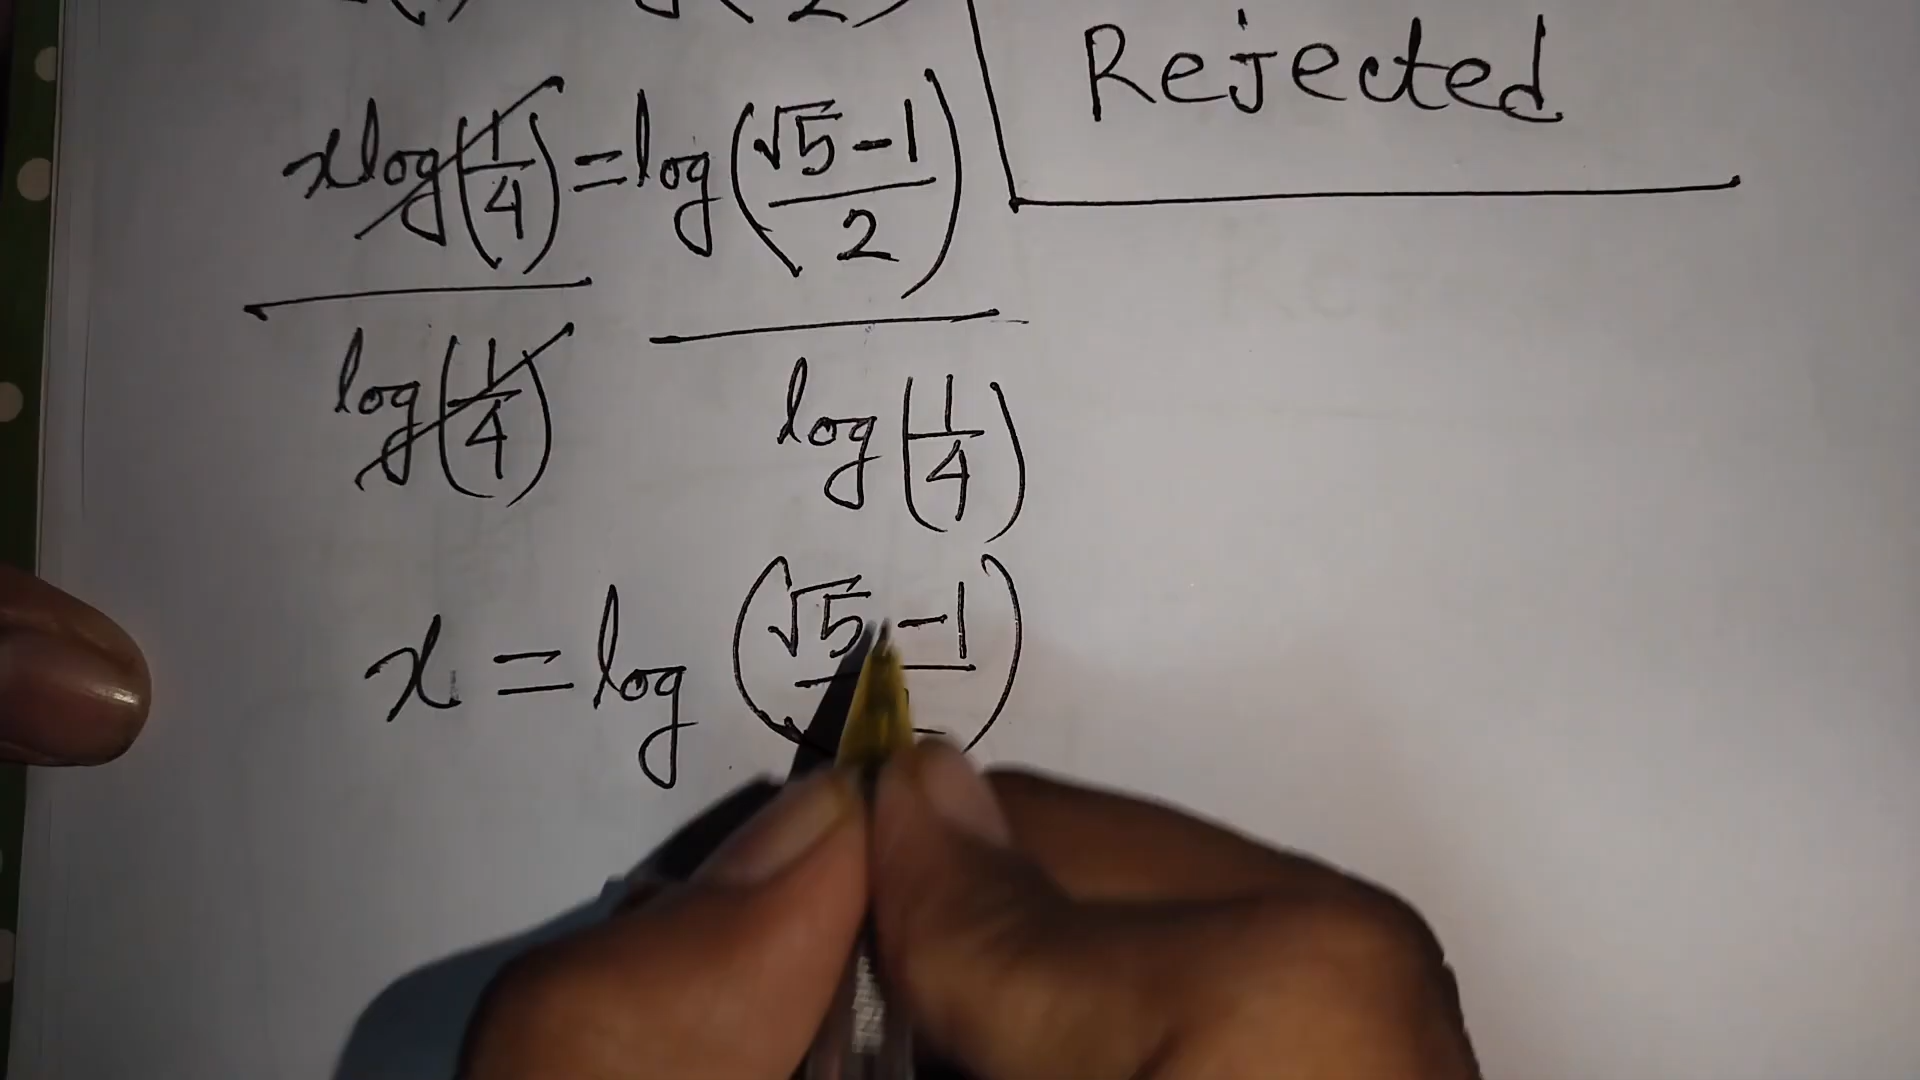 Rejected
xlog(1/4) = log((√5-1)/2)
log(1/4) log(1/4)
x = log((√5-1)/